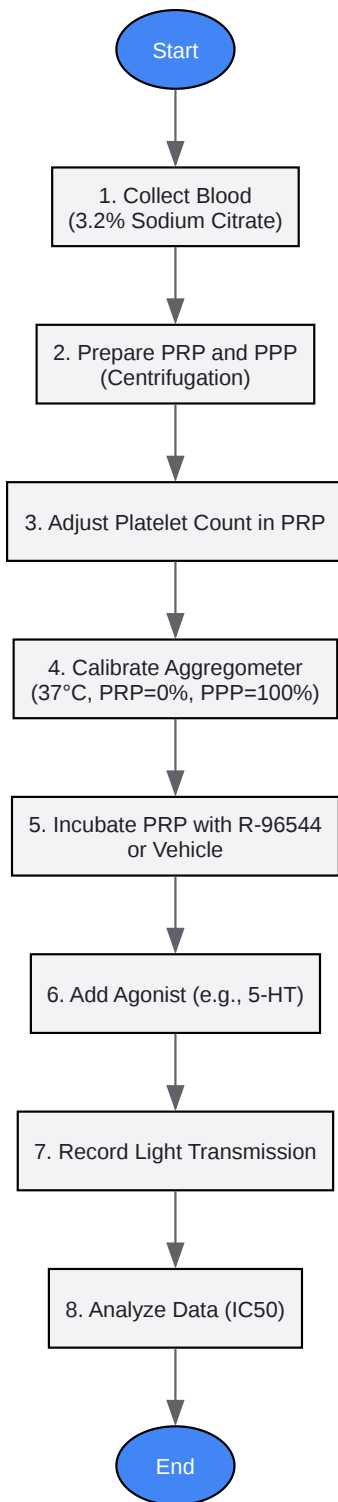 Start
1. Collect Blood
(3.2% Sodium Citrate)
2. Prepare PRP and PPP
(Centrifugation)
3. Adjust Platelet Count in PRP
4. Calibrate Aggregometer
(37°C, PRP=0%, PPP=100%)
5. Incubate PRP with R-96544
or Vehicle
6. Add Agonist (e.g., 5-HT)
7. Record Light Transmission
8. Analyze Data (IC50)
End